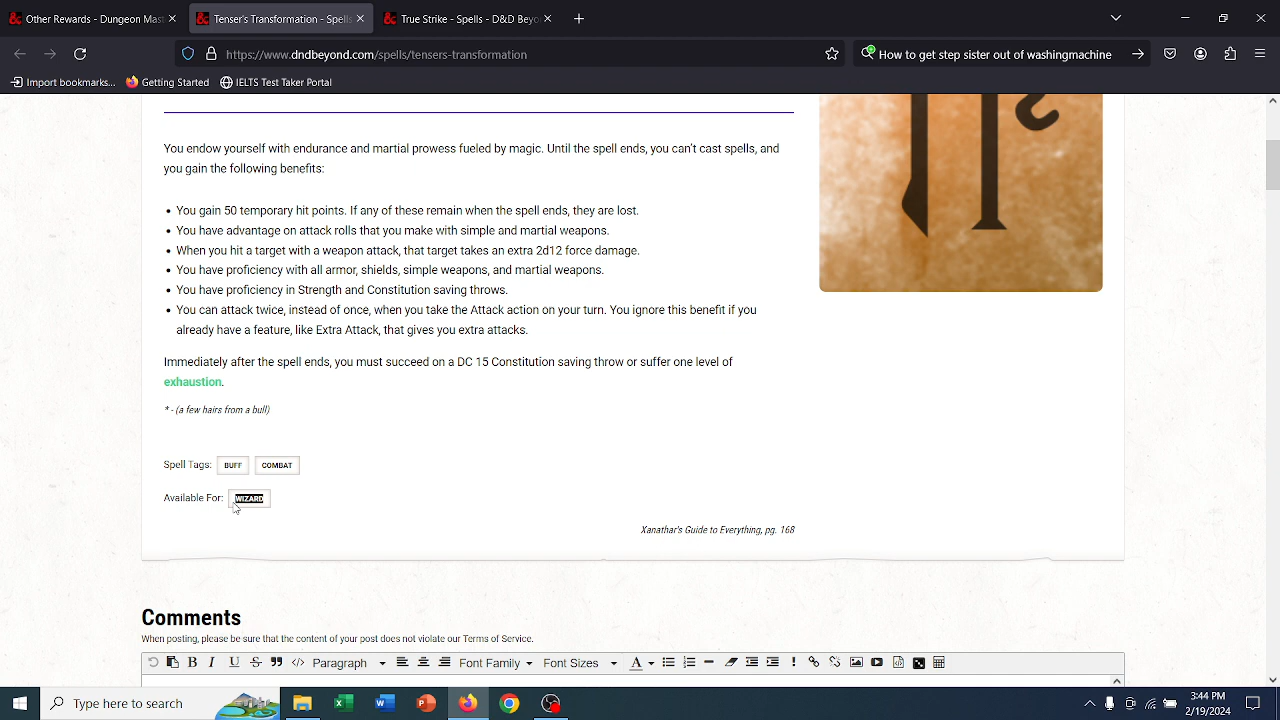 Other Rewards - Dungeon Mast
Tenser's Transformation - Spells
True Strike - Spells - D&D Beyo
https://www.dndbeyond.com/spells/tensers-transformation
How to get step sister out of washingmachine
Import bookmarks...
Getting Started
IELTS Test Taker Portal
You endow yourself with endurance and martial prowess fueled by magic. Until the spell ends, you can't cast spells, and
you gain the following benefits:
• You gain 50 temporary hit points. If any of these remain when the spell ends, they are lost.
• You have advantage on attack rolls that you make with simple and martial weapons.
• When you hit a target with a weapon attack, that target takes an extra 2d12 force damage.
• You have proficiency with all armor, shields, simple weapons, and martial weapons.
• You have proficiency in Strength and Constitution saving throws.
• You can attack twice, instead of once, when you take the Attack action on your turn. You ignore this benefit if you
already have a feature, like Extra Attack, that gives you extra attacks.
Immediately after the spell ends, you must succeed on a DC 15 Constitution saving throw or suffer one level of
exhaustion.
* - (a few hairs from a bull)
Spell Tags: BUFF COMBAT
Available For: WIZARD
Xanathar's Guide to Everything, pg. 168
Comments
When posting, please be sure that the content of your post does not violate our Terms of Service.
B I U S Paragraph Font Family Font Sizes A
Type here to search
3:44 PM
2/19/2024